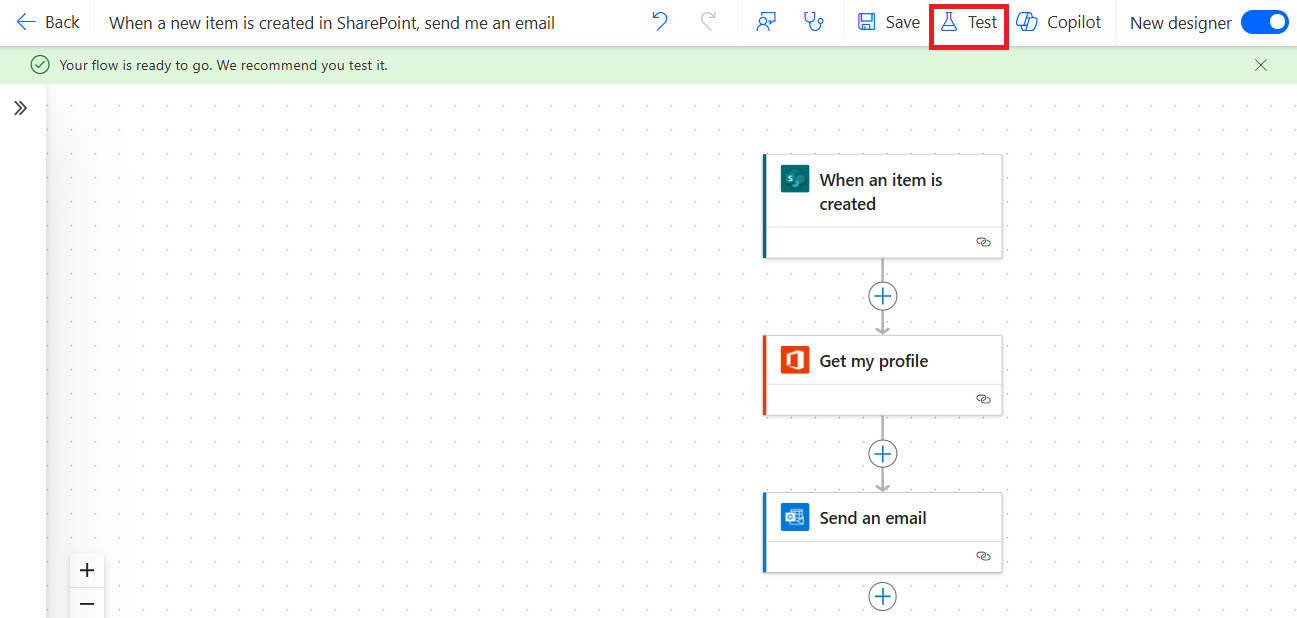 Back
When a new item is created in SharePoint, send me an email
Save
Test
Copilot
New designer
Your flow is ready to go. We recommend you test it.
When an item is
created
Get my profile
Send an email